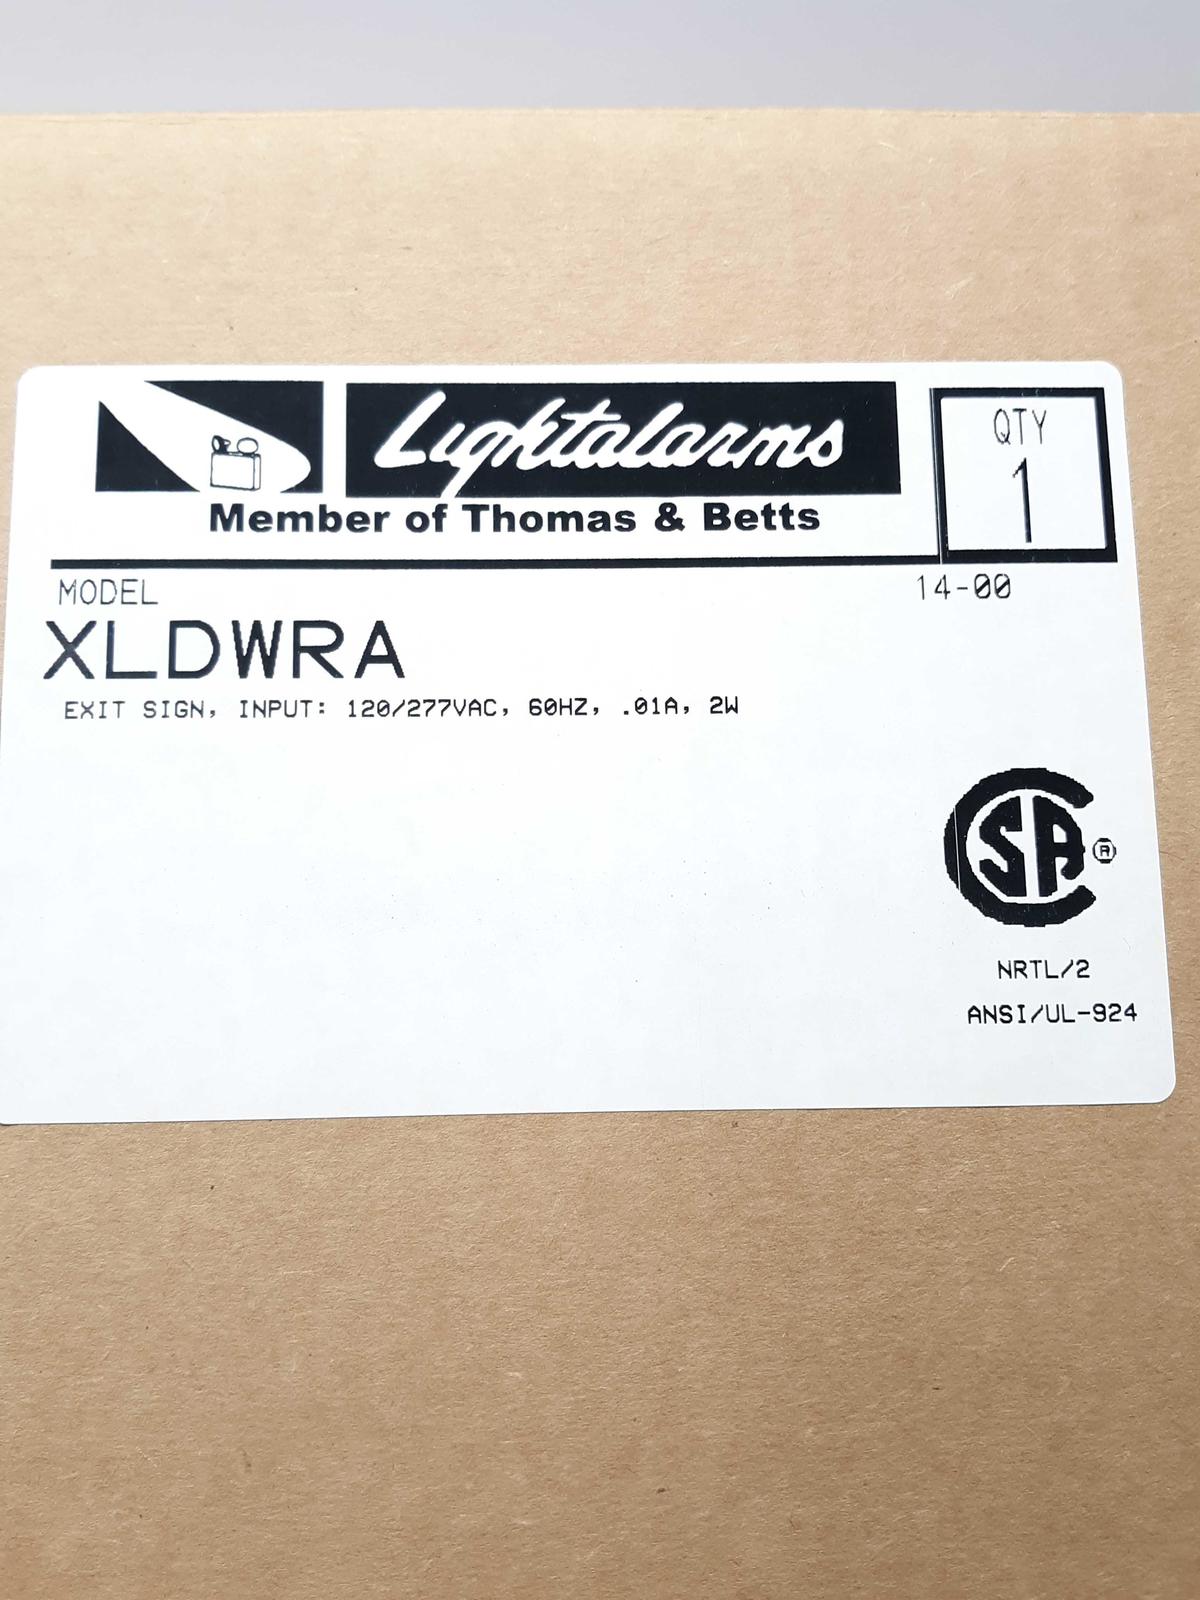 Lightalarms
Member of Thomas & Betts
QTY
1
MODEL
14-00
XLDWRA
EXIT SIGN, INPUT: 120/277VAC, 60HZ, .01A, 2W
CSA®
NRTL/2
ANSI/UL-924